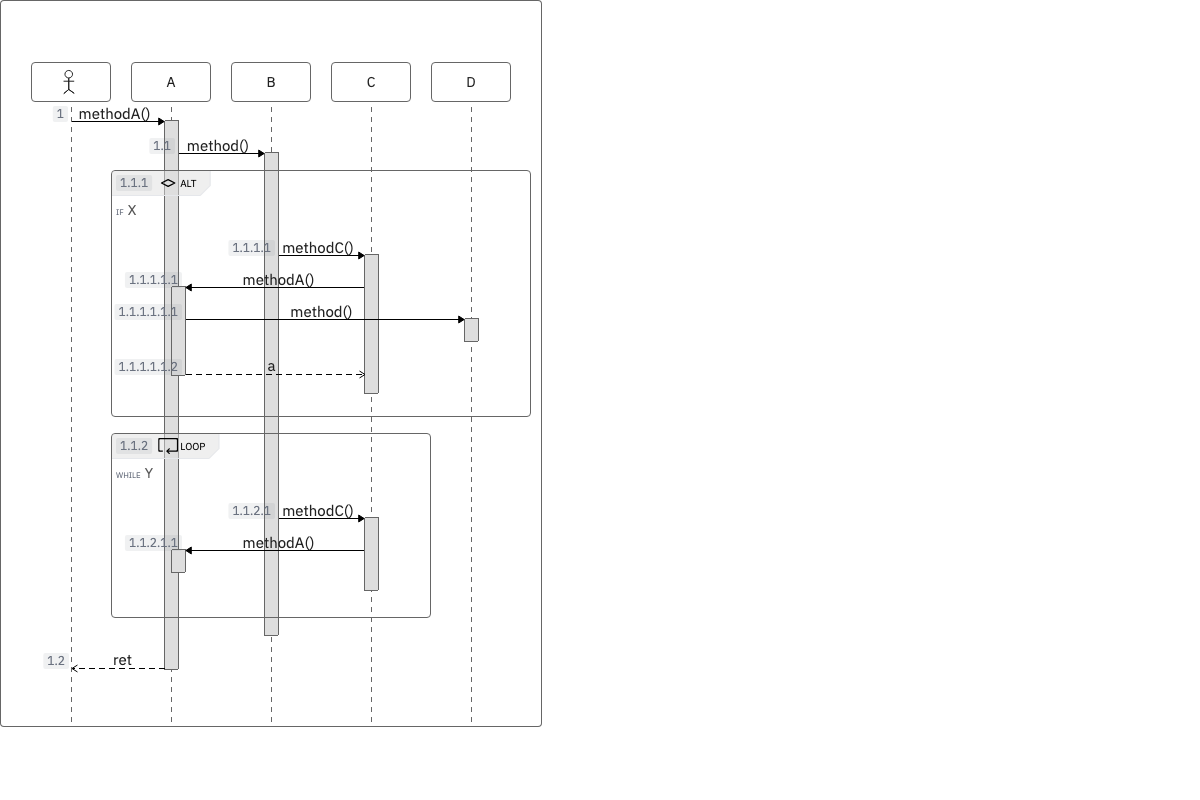 A B C D
1 methodA()
1.1 method()
1.1.1 ALT
IF X
1.1.1.1 methodC()
1.1.1.1.1 methodA()
1.1.1.1.1.1 method()
1.1.1.1.1.2 a
1.1.2 LOOP
WHILE Y
1.1.2.1 methodC()
1.1.2.1.1 methodA()
1.2 ret